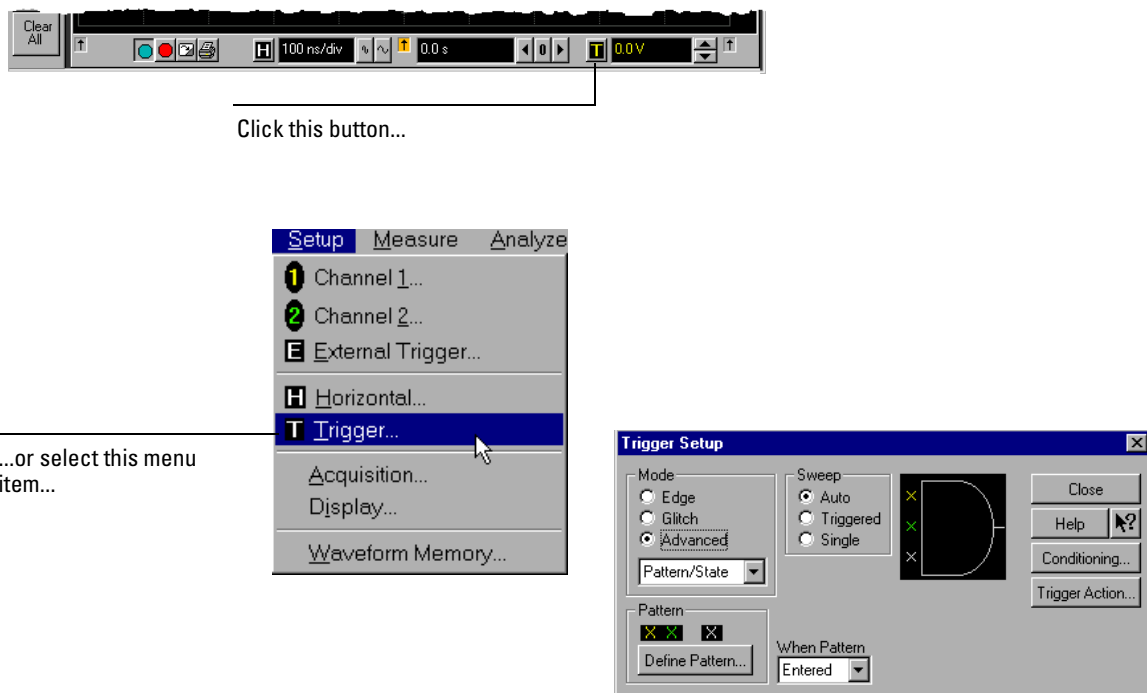 Clear
All
H 100 ns/div 0.0 s 0 T 0.0 V
Click this button...
Setup Measure Analyze
1 Channel 1...
2 Channel 2...
E External Trigger...
H Horizontal...
T Trigger...
Acquisition...
Display...
Waveform Memory...
...or select this menu
item...
Trigger Setup
Mode
Edge
Glitch
Advanced
Pattern/State
Sweep
Auto
Triggered
Single
X
X
X
Close
Help ?
Conditioning...
Trigger Action...
Pattern
X X X
Define Pattern...
When Pattern
Entered